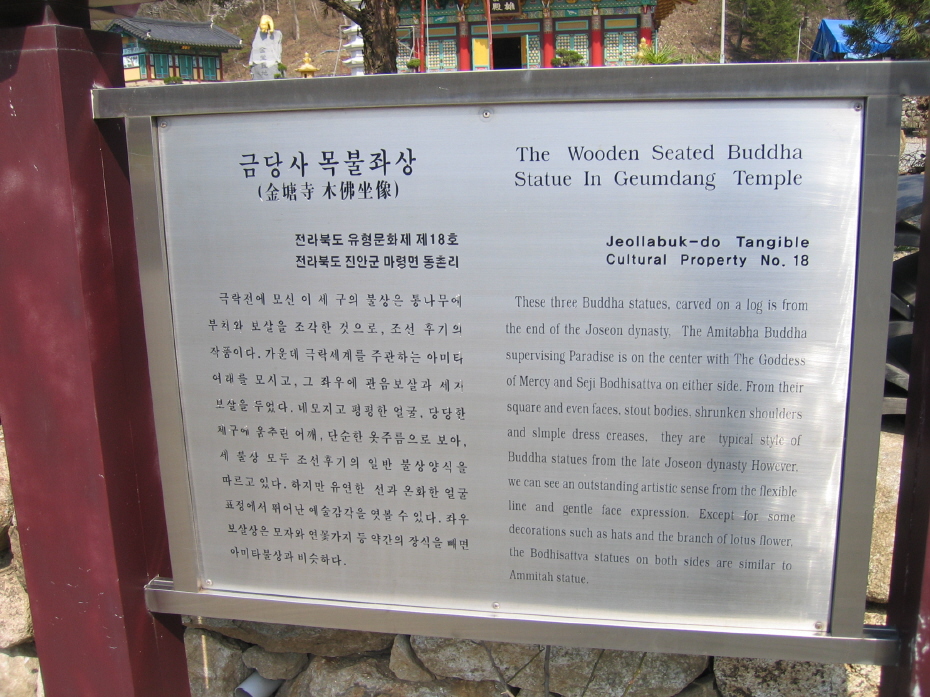 雄殿
금당사 목불좌상
(金塘寺 木佛坐像)
전라북도 유형문화제 제18호
전라북도 진안군 마령면 동촌리
극락전에 모신 이 세 구의 불상은 통나무에
부처와 보살을 조각한 것으로, 조선 후기의
작품이다. 가운데 극락세계를 주관하는 아미타
여래를 모시고, 그 좌우에 관음보살과 세지
보살을 두었다. 네모지고 평평한 얼굴, 당당한
체구에 움추린 어깨, 단순한 옷주름으로 보아,
세 불상 모두 조선후기의 일반 불상양식을
따르고 있다. 하지만 유연한 선과 온화한 얼굴
표정에서 뛰어난 예술감각을 엿볼 수 있다. 좌우
보살상은 모자와 연꽃가지 등 약간의 장식을 빼면
아미타불상과 비슷하다.
The Wooden Seated Buddha
Statue In Geumdang Temple
Jeollabuk-do Tangible
Cultural Property No. 18
These three Buddha statues, carved on a log is from
the end of the Joseon dynasty. The Amitabha Buddha
supervising Paradise is on the center with The Goddess
of Mercy and Seji Bodhisattva on either side. From their
square and even faces, stout bodies, shrunken shoulders
and simple dress creases, they are typical style of
Buddha statues from the late Joseon dynasty However,
we can see an outstanding artistic sense from the flexible
line and gentle face expression. Except for some
decorations such as hats and the branch of lotus flower,
the Bodhisattva statues on both sides are similar to
Ammitah statue.